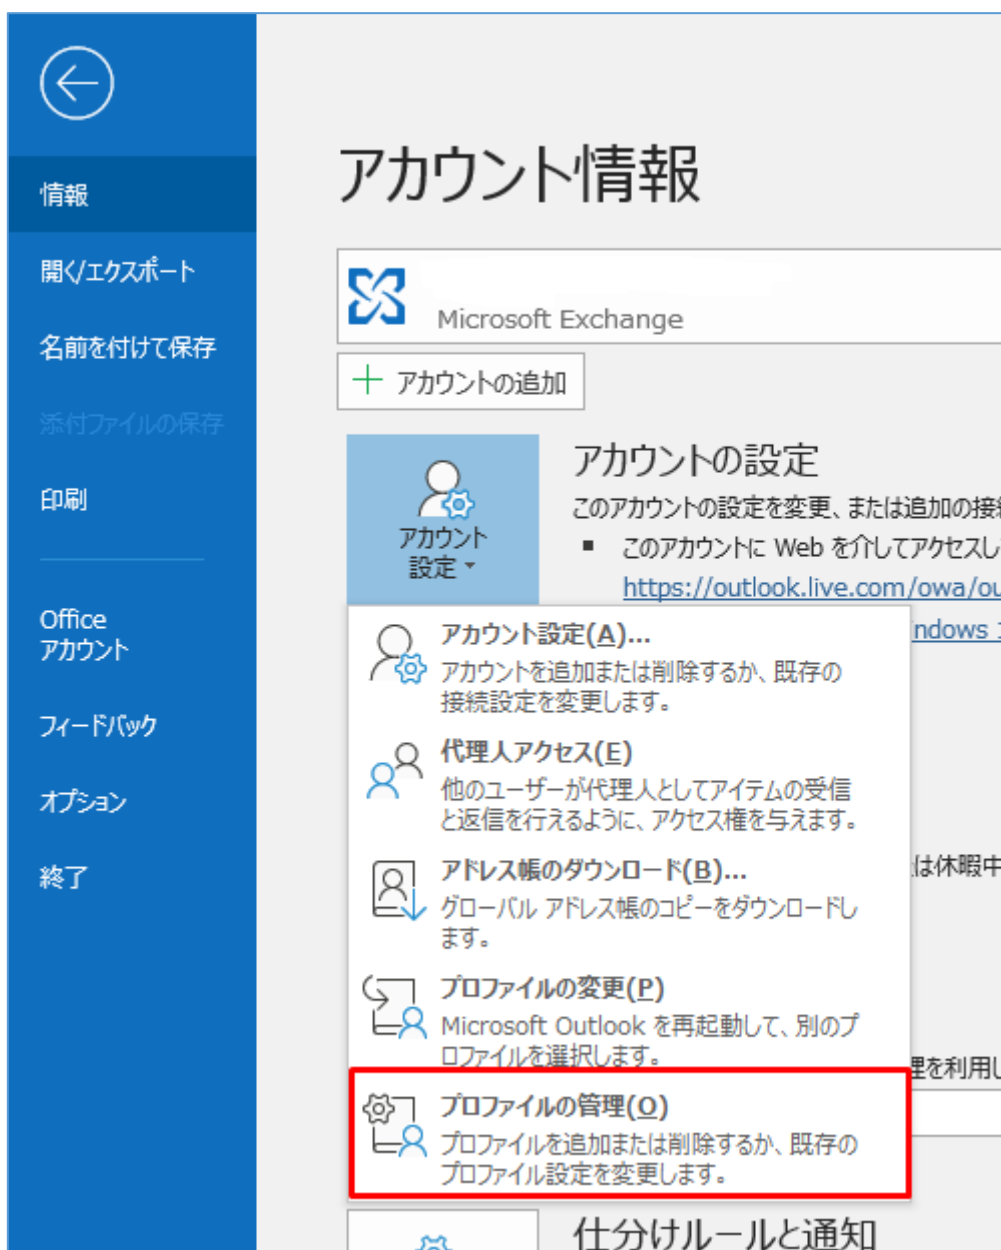 アカウント情報
情報
開く/エクスポート
名前を付けて保存
添付ファイルの保存
印刷
Office
アカウント
フィードバック
オプション
終了
Microsoft Exchange
アカウントの追加
アカウント
設定
アカウントの設定
このアカウントの設定を変更、または追加の接
このアカウントに Web を介してアクセスし
https://outlook.live.com/owa/ou
ndows
アカウント設定(A)...
アカウントを追加または削除するか、既存の
接続設定を変更します。
代理人アクセス(E)
他のユーザーが代理人としてアイテムの受信
と返信を行えるように、アクセス権を与えます。
アドレス帳のダウンロード(B)...
は休暇中
グローバル アドレス帳のコピーをダウンロードし
ます。
プロファイルの変更(P)
Microsoft Outlook を再起動して、別のプ
ロファイルを選択します。
を利用し
プロファイルの管理(O)
プロファイルを追加または削除するか、既存の
プロファイル設定を変更します。
仕分けルールと通知